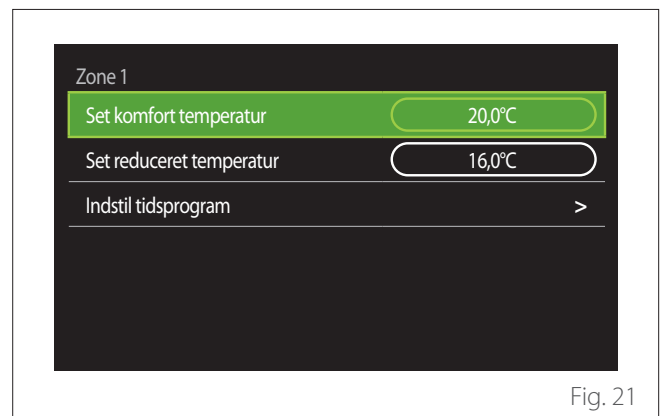 Zone 1
Set komfort temperatur 20,0°C
Set reduceret temperatur 16,0°C
Indstil tidsprogram >
Fig. 21